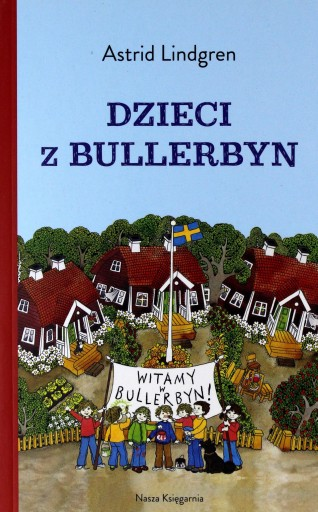 Astrid Lindgren
DZIECI
Z BULLERBYN
WITAMY
W
BULLERBYN!
Nasza Księgarnia